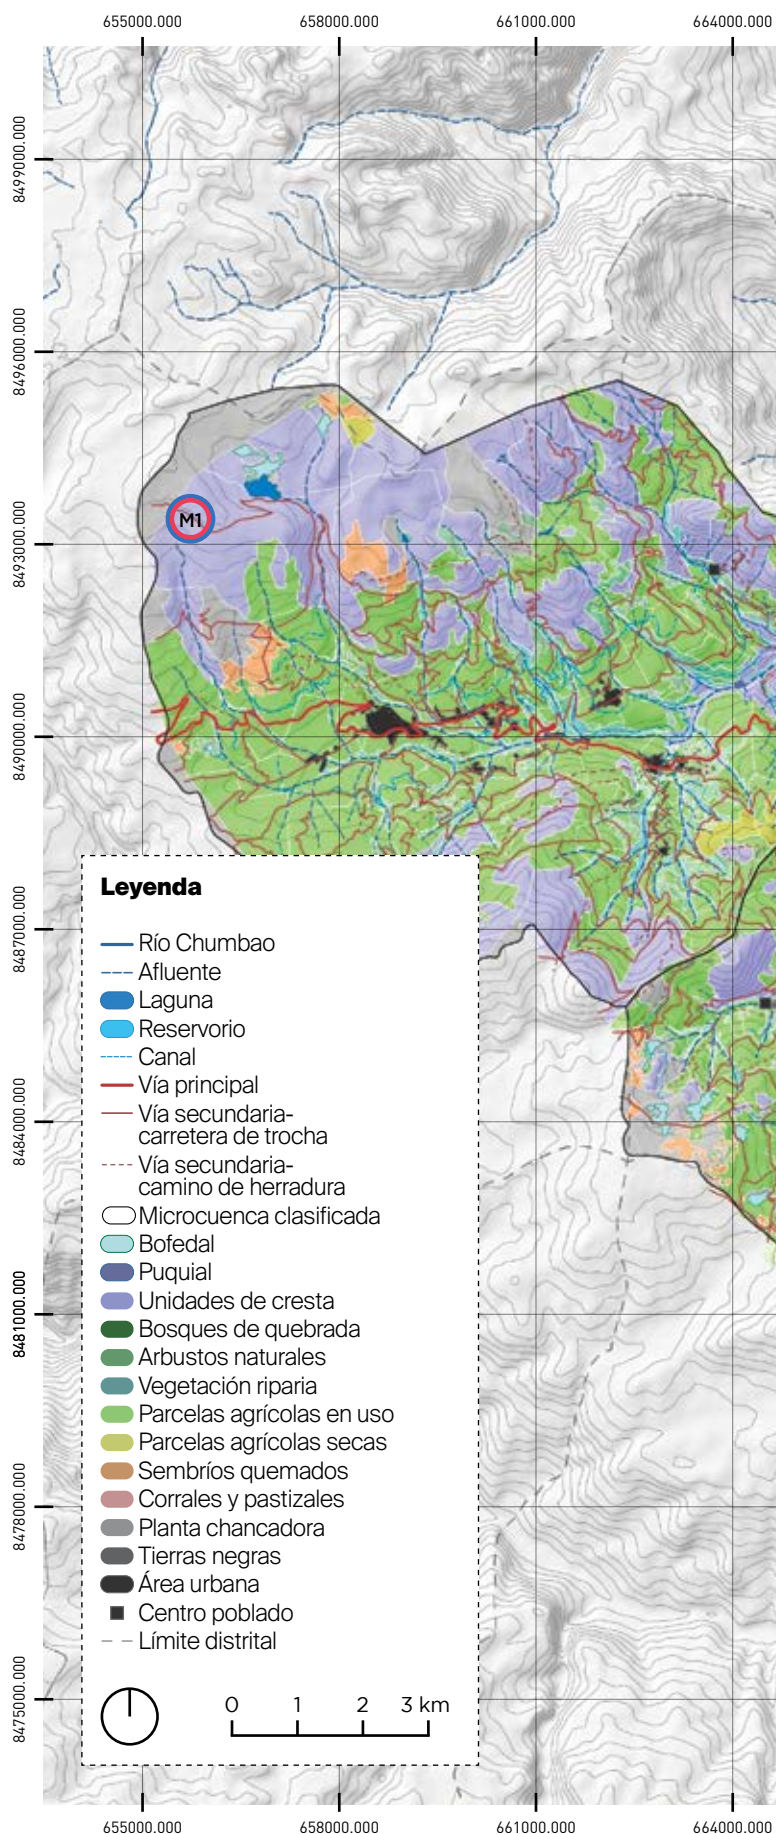 655000.000 658000.000 661000.000 664000.000
8499000.000
8496000.000
M1
8493000.000
8490000.000
8487000.000
8484000.000
8481000.000
8478000.000
8475000.000
Leyenda
Río Chumbao
Afluente
Laguna
Reservorio
Canal
Vía principal
Vía secundaria-
carretera de trocha
Vía secundaria-
camino de herradura
Microcuenca clasificada
Bofedal
Puquial
Unidades de cresta
Bosques de quebrada
Arbustos naturales
Vegetación riparia
Parcelas agrícolas en uso
Parcelas agrícolas secas
Sembríos quemados
Corrales y pastizales
Planta chancadora
Tierras negras
Área urbana
Centro poblado
Límite distrital
0 1 2 3 km
655000.000 658000.000 661000.000 664000.000